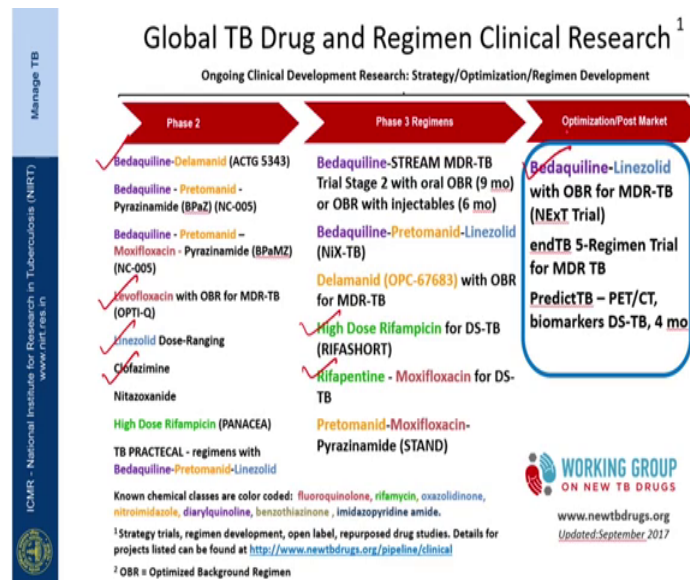 Manage TB
ICMR - National Institute for Research in Tuberculosis (NIRT)
www.nirt.res.in
Global TB Drug and Regimen Clinical Research 1
Ongoing Clinical Development Research: Strategy/Optimization/Regimen Development
Phase 2
Bedaquiline-Delamanid (ACTG 5343)
Bedaquiline - Pretomanid -
Pyrazinamide (BPaZ) (NC-005)
Bedaquiline - Pretomanid –
Moxifloxacin - Pyrazinamide (BPaMZ)
(NC-005)
Levofloxacin with OBR for MDR-TB
(OPTI-Q)
Linezolid Dose-Ranging
Clofazimine
Nitazoxanide
High Dose Rifampicin (PANACEA)
TB PRACTECAL - regimens with
Bedaquiline-Pretomanid-Linezolid
Phase 3 Regimens
Bedaquiline-STREAM MDR-TB
Trial Stage 2 with oral OBR (9 mo)
or OBR with injectables (6 mo)
Bedaquiline-Pretomanid-Linezolid
(NiX-TB)
Delamanid (OPC-67683) with OBR
for MDR-TB
High Dose Rifampicin for DS-TB
(RIFASHORT)
Rifapentine - Moxifloxacin for DS-
TB
Pretomanid-Moxifloxacin-
Pyrazinamide (STAND)
Optimization/Post Market
Bedaquiline-Linezolid
with OBR for MDR-TB
(NExT Trial)
endTB 5-Regimen Trial
for MDR TB
PredictTB – PET/CT,
biomarkers DS-TB, 4 mo
Known chemical classes are color coded: fluoroquinolone, rifamycin, oxazolidinone,
nitroimidazole, diarylquinoline, benzothiazinone , imidazopyridine amide.
1 Strategy trials, regimen development, open label, repurposed drug studies. Details for
projects listed can be found at http://www.newtbdrugs.org/pipeline/clinical
2 OBR = Optimized Background Regimen
WORKING GROUP
ON NEW TB DRUGS
www.newtbdrugs.org
Updated:September 2017